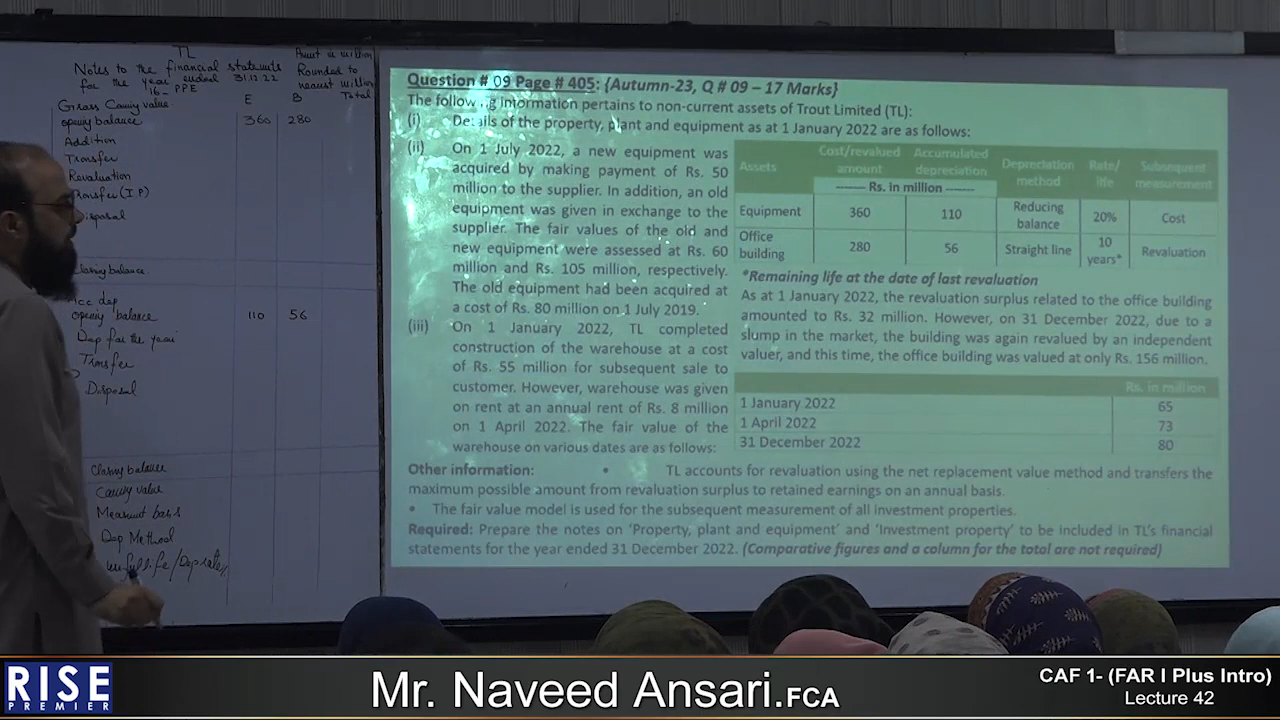 TL
Notes to the financial statements
for the year ended 31.12.22
16- PPE
Amut in million
Rounded to
nearest million
Total
Gross Carrying value E B
opening balance 360 280
Addition
Transfer
Revaluation
Transfer (I.P)
Disposal
Closing balance
Acc dep
opening balance 110 56
Dep for the year
Transfer
Disposal
Closing balance
Carrying value
Measurement basis
Dep Method
useful life/Dep rates
Question # 09 Page # 405: {Autumn-23, Q # 09 – 17 Marks}
The following information pertains to non-current assets of Trout Limited (TL):
(i) Details of the property, plant and equipment as at 1 January 2022 are as follows:
Assets Cost/revalued amount Accumulated depreciation Depreciation method Rate/ life Subsequent measurement
Rs. in million
Equipment 360 110 Reducing balance 20% Cost
Office building 280 56 Straight line 10 years* Revaluation
*Remaining life at the date of last revaluation
As at 1 January 2022, the revaluation surplus related to the office building
amounted to Rs. 32 million. However, on 31 December 2022, due to a
slump in the market, the building was again revalued by an independent
valuer, and this time, the office building was valued at only Rs. 156 million.
(ii) On 1 July 2022, a new equipment was
acquired by making payment of Rs. 50
million to the supplier. In addition, an old
equipment was given in exchange to the
supplier. The fair values of the old and
new equipment were assessed at Rs. 60
million and Rs. 105 million, respectively.
The old equipment had been acquired at
a cost of Rs. 80 million on 1 July 2019.
(iii) On 1 January 2022, TL completed
construction of the warehouse at a cost
of Rs. 55 million for subsequent sale to
customer. However, warehouse was given
on rent at an annual rent of Rs. 8 million
on 1 April 2022. The fair value of the
warehouse on various dates are as follows:
Rs. in million
1 January 2022 65
1 April 2022 73
31 December 2022 80
Other information: • TL accounts for revaluation using the net replacement value method and transfers the
maximum possible amount from revaluation surplus to retained earnings on an annual basis.
• The fair value model is used for the subsequent measurement of all investment properties.
Required: Prepare the notes on ‘Property, plant and equipment’ and ‘Investment property’ to be included in TL’s financial
statements for the year ended 31 December 2022. (Comparative figures and a column for the total are not required)
RISE
PREMIER
Mr. Naveed Ansari.FCA
CAF 1- (FAR I Plus Intro)
Lecture 42